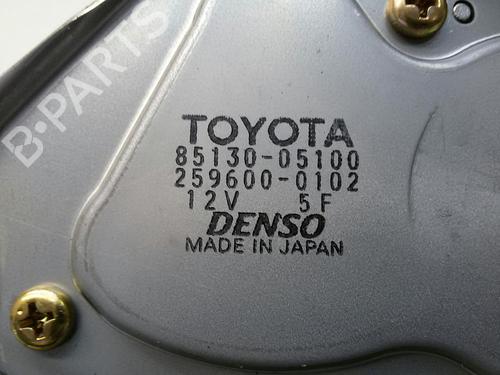 B-PARTS
TOYOTA
85130-05100
259600-0102
12V 5F
DENSO
MADE IN JAPAN